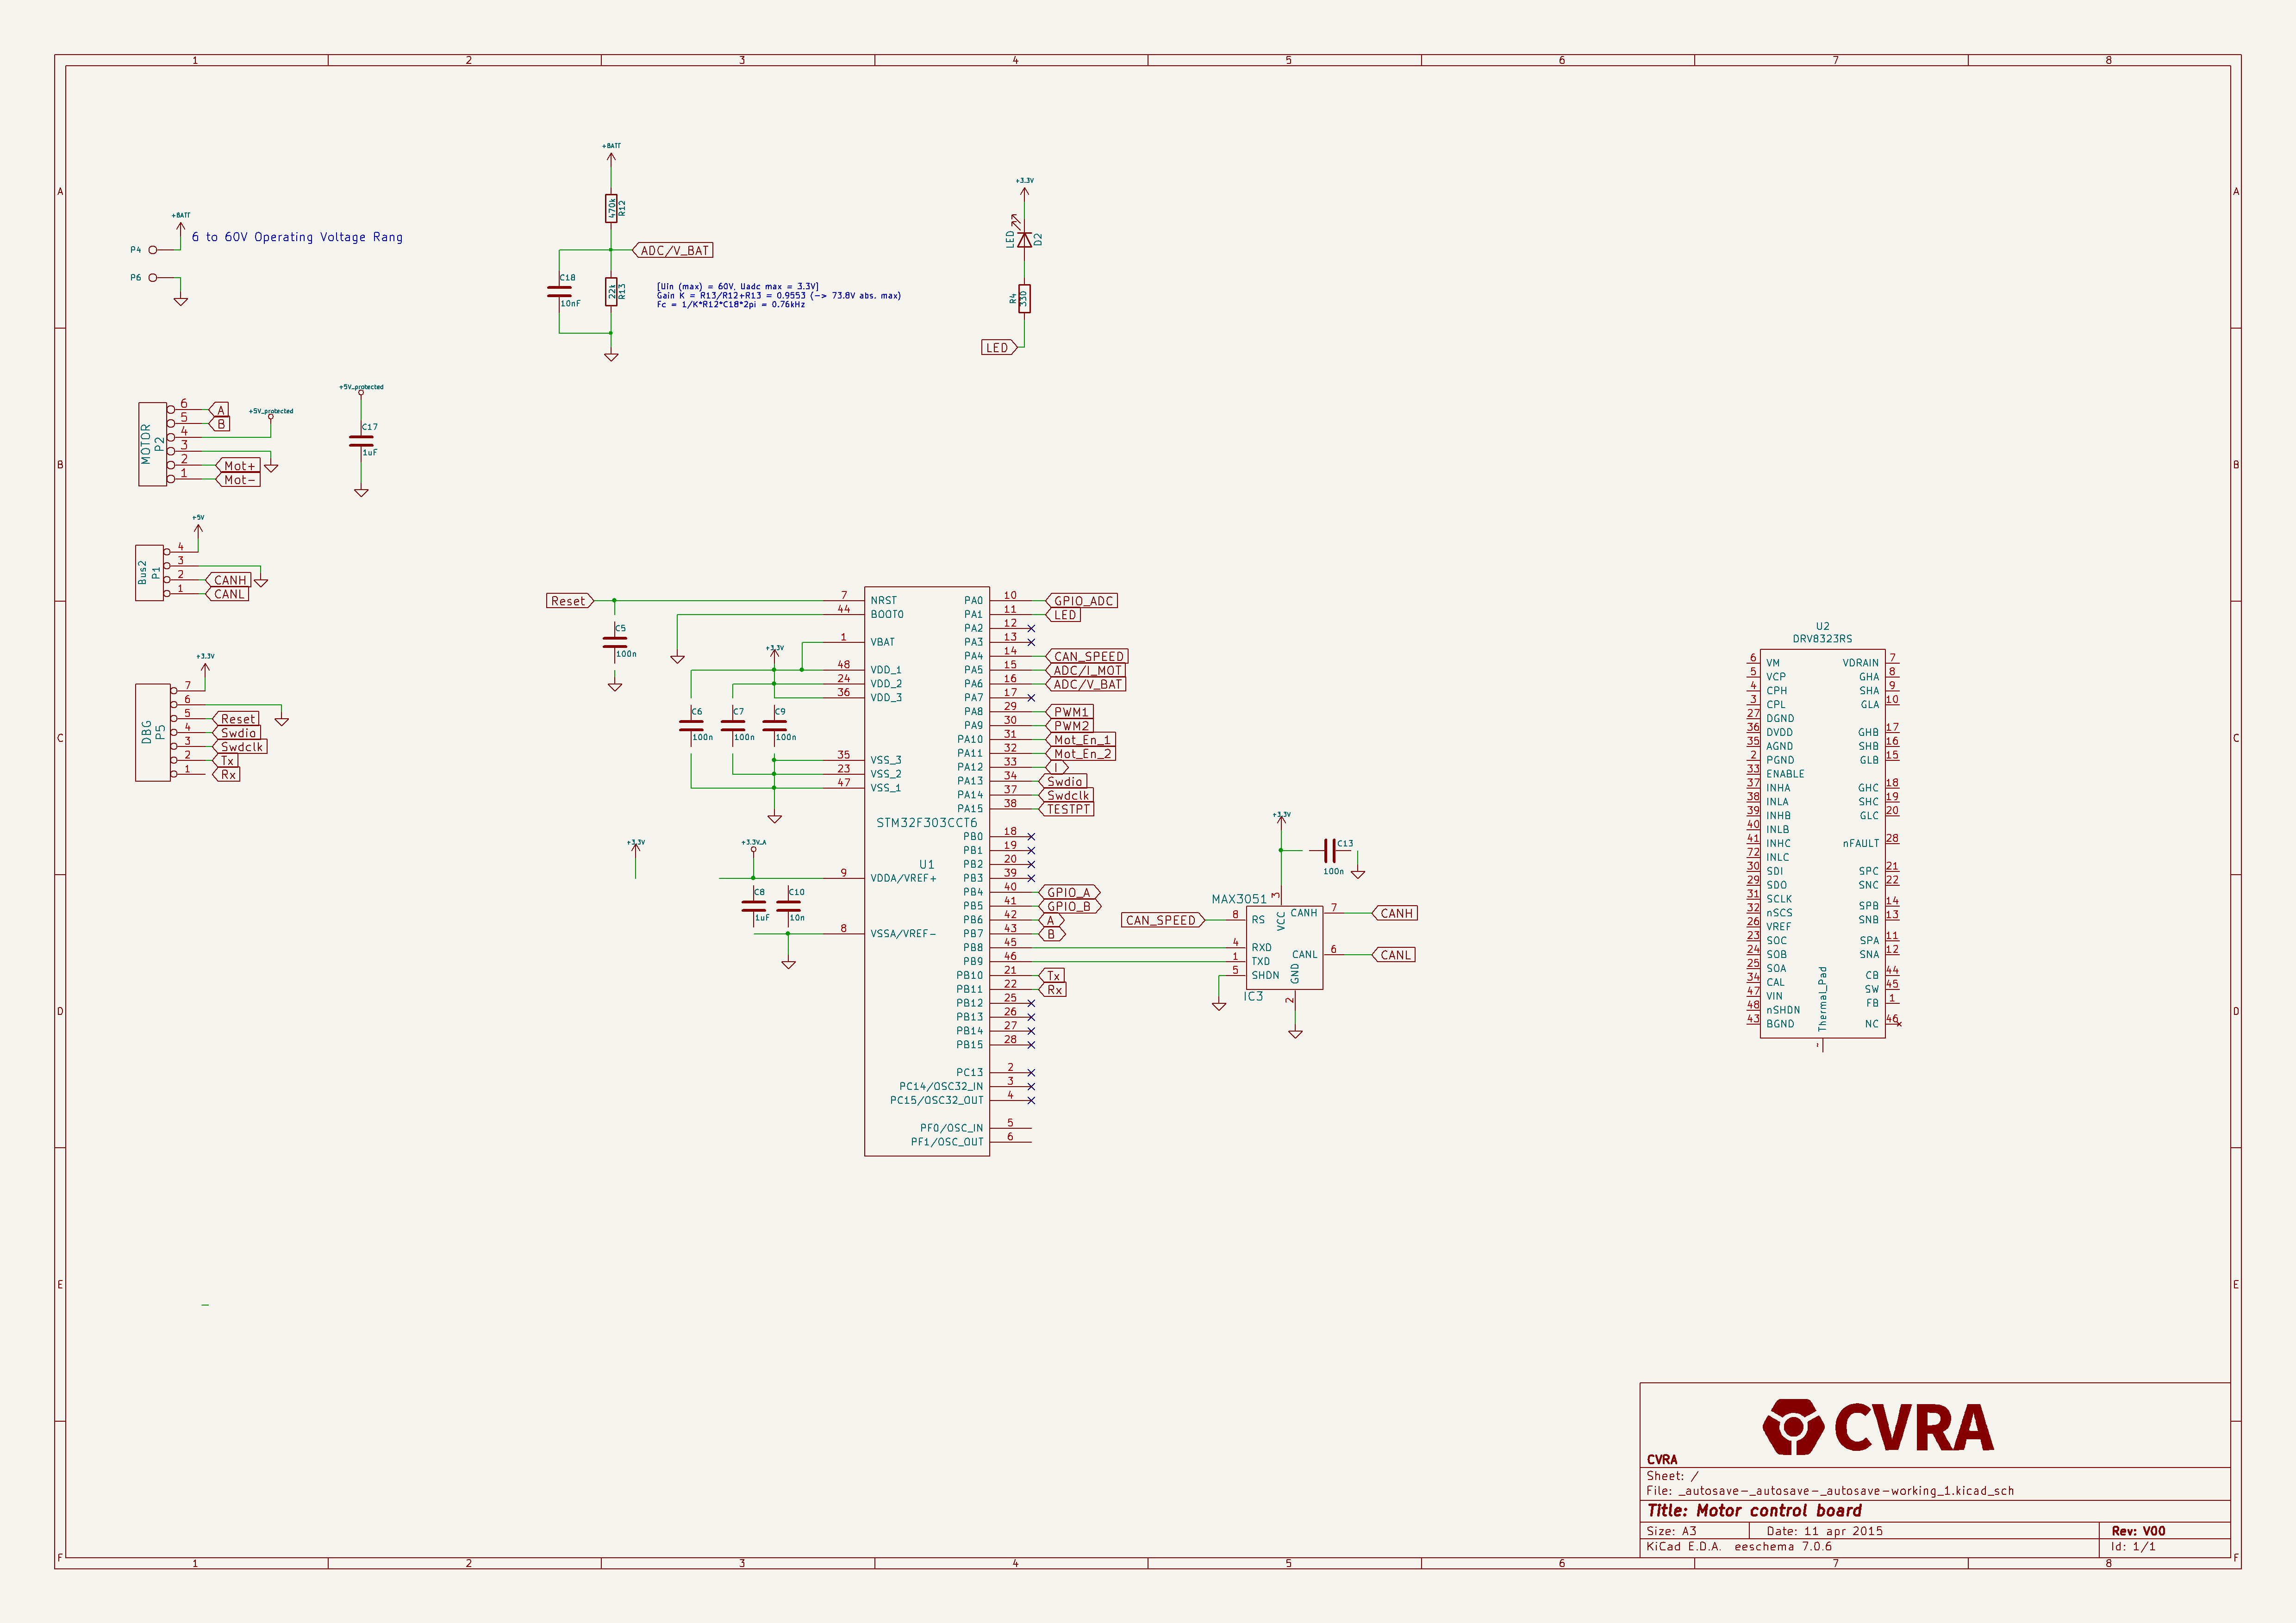 1 2 3 4 5 6 7 8
A A
B B
C C
D D
E E
F F
1 2 3 4 5 6 7 8
+BATT
P4
P6
6 to 60V Operating Voltage Rang
+BATT
470k
R12
ADC/V_BAT
C18
10nF
22k
R13
[Uin (max) = 60V, Uadc max = 3.3V]
Gain K = R13/R12+R13 = 0.9553 (-> 73.8V abs. max)
Fc = 1/K*R12*C18*2pi = 0.76kHz
+3.3V
LED
D2
R4
330
LED
MOTOR
P2
6 A
5 B
4
3
2 Mot+
1 Mot-
+5V_protected
+5V_protected
C17
1uF
+5V
Bus2
P1
4
3
2 CANH
1 CANL
+3.3V
DBG
P5
7
6
5 Reset
4 Swdio
3 Swdclk
2 Tx
1 Rx
Reset
C5
100n
+3.3V
C6
100n
C7
100n
C9
100n
+3.3V
+3.3V_A
C8
1uF
C10
10n
7 NRST
44 BOOT0
1 VBAT
48 VDD_1
24 VDD_2
36 VDD_3
35 VSS_3
23 VSS_2
47 VSS_1
STM32F303CCT6
U1
9 VDDA/VREF+
8 VSSA/VREF-
PA0 10 GPIO_ADC
PA1 11 LED
PA2 12
PA3 13
PA4 14 CAN_SPEED
PA5 15 ADC/I_MOT
PA6 16 ADC/V_BAT
PA7 17
PA8 29 PWM1
PA9 30 PWM2
PA10 31 Mot_En_1
PA11 32 Mot_En_2
PA12 33 I
PA13 34 Swdio
PA14 37 Swdclk
PA15 38 TESTPT
PB0 18
PB1 19
PB2 20
PB3 39
PB4 40 GPIO_A
PB5 41 GPIO_B
PB6 42 A
PB7 43 B
PB8 45
PB9 46
PB10 21 Tx
PB11 22 Rx
PB12 25
PB13 26
PB14 27
PB15 28
PC13 2
PC14/OSC32_IN 3
PC15/OSC32_OUT 4
PF0/OSC_IN 5
PF1/OSC_OUT 6
+3.3V
C13
100n
MAX3051
IC3
CAN_SPEED 8 RS
4 RXD
1 TXD
5 SHDN
3 VCC
GND 2
CANH 7 CANH
CANL 6 CANL
U2
DRV8323RS
6 VM
5 VCP
4 CPH
3 CPL
27 DGND
36 DVDD
35 AGND
2 PGND
33 ENABLE
37 INHA
38 INLA
39 INHB
40 INLB
41 INHC
72 INLC
30 SDI
29 SDO
31 SCLK
32 nSCS
26 VREF
23 SOC
24 SOB
25 SOA
34 CAL
47 VIN
48 nSHDN
43 BGND
VDRAIN 7
GHA 8
SHA 9
GLA 10
GHB 17
SHB 16
GLB 15
GHC 18
SHC 19
GLC 20
nFAULT 28
SPC 21
SNC 22
SPB 14
SNB 13
SPA 11
SNA 12
CB 44
SW 45
FB 1
NC 46
Thermal_Pad
CVRA
CVRA
Sheet: /
File: _autosave-_autosave-_autosave-working_1.kicad_sch
Title: Motor control board
Size: A3 Date: 11 apr 2015 Rev: V00
KiCad E.D.A. eeschema 7.0.6 Id: 1/1